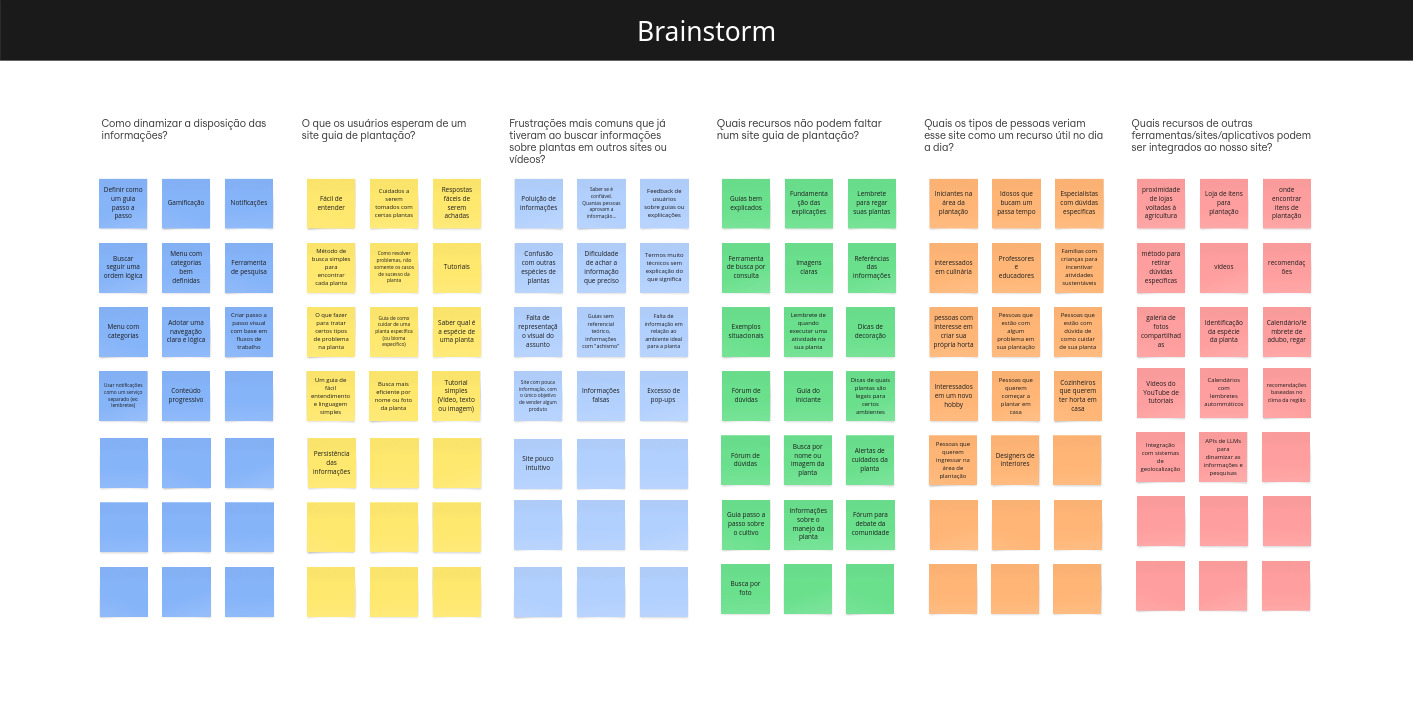 Brainstorm
Como dinamizar a disposição das
informações?
Definir como
um guia
passo a
passo
Gamificação
Notificações
Buscar
seguir uma
ordem lógica
Menu com
categorias
bem
definidas
Ferramenta
de pesquisa
Menu com
categorias
Adotar uma
navegação
clara e lógica
Criar passo a
passo visual
com base em
fluxos de
trabalho
Usar notificações
como um serviço
separado (ex:
lembretes)
Conteúdo
progressivo
O que os usuários esperam de um
site guia de plantação?
Fácil de
entender
Cuidados a
serem
tomados com
certas plantas
Respostas
fáceis de
serem
achadas
Método de
busca simples
para
encontrar
cada planta
Como resolver
problemas, não
somente os casos
de sucesso da
planta
Tutoriais
O que fazer
para tratar
certos tipos
de problema
na planta
Guia de como
cuidar de uma
planta específica
(ou bioma
específico)
Saber qual é
a espécie de
uma planta
Um guia de
fácil
entendimento
e linguagem
simples
Busca mais
eficiente por
nome ou foto
da planta
Tutorial
simples
(Vídeo, texto
ou imagem)
Persistência
das
informações
Frustrações mais comuns que já
tiveram ao buscar informações
sobre plantas em outros sites ou
vídeos?
Poluição de
informações
Saber se é
confiável.
Quantas pessoas
aprovam a
informação...
Feedback de
usuários
sobre guias ou
explicações
Confusão
com outras
espécies de
plantas
Dificuldade
de achar a
informação
que preciso
Termos muito
técnicos sem
explicação do
que significa
Falta de
representaçã
o visual do
assunto
Guias sem
referencial
teórico,
informações
com "achismo"
Falta de
informação em
relação ao
ambiente ideal
para a planta
Site com pouca
informação, com
o único objetivo
de vender algum
produto
Informações
falsas
Excesso de
pop-ups
Site pouco
intuitivo
Quais recursos não podem faltar
num site guia de plantação?
Guias bem
explicados
Fundamenta
ção das
explicações
Lembrete
para regar
suas plantas
Ferramenta
de busca por
consulta
Imagens
claras
Referências
das
informações
Exemplos
situacionais
Lembrete de
quando
executar uma
atividade na
sua planta
Dicas de
decoração
Fórum de
dúvidas
Guia do
iniciante
Dicas de quais
plantas são
legais para
certos
ambientes
Fórum de
dúvidas
Busca por
nome ou
imagem da
planta
Alertas de
cuidados da
planta
Guia passo a
passo sobre
o cultivo
Informações
sobre o
manejo da
planta
Fórum para
debate da
comunidade
Busca por
foto
Quais os tipos de pessoas veriam
esse site como um recurso útil no dia
a dia?
Iniciantes na
área da
plantação
Idosos que
bucam um
passa tempo
Especialistas
com dúvidas
específicas
interessados
em culinária
Professores
e
educadores
Famílias com
crianças para
incentivar
atividades
sustentáveis
pessoas com
interesse em
criar sua
própria horta
Pessoas que
estão com
algum
problema em
sua plantação
Pessoas que
estão com
dúvida de
como cuidar
de sua planta
Interessados
em um novo
hobby
Pessoas que
querem
começar a
plantar em
casa
Cozinheiros
que querem
ter horta em
casa
Pessoas que
querem
ingressar na
área de
plantação
Designers de
interiores
Quais recursos de outras
ferramentas/sites/aplicativos podem
ser integrados ao nosso site?
proximidade
de lojas
voltadas à
agricultura
Loja de itens
para
plantação
onde
encontrar
itens de
plantação
método para
retirar
dúvidas
específicas
vídeos
recomendaç
ões
galeria de
fotos
compartilhad
as
Identificação
da espécie
da planta
Calendário/le
mbrete de
adubo, regar
Vídeos do
YouTube de
tutoriais
Calendários
com
lembretes
automáticos
recomendações
baseadas no
clima da região
Integração
com sistemas
de
geolocalização
APIs de LLMs
para
dinamizar as
informações e
pesquisas